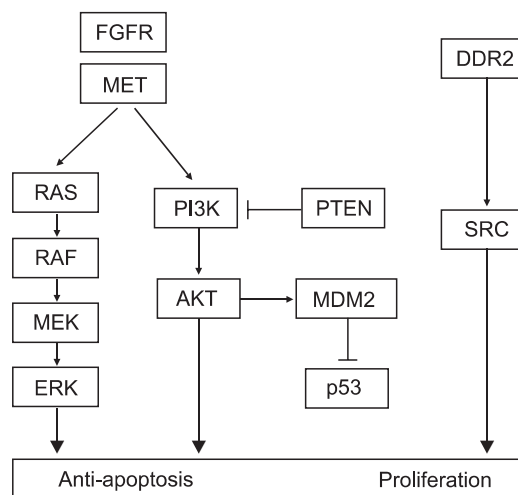 FGFR
MET
DDR2
RAS
PI3K
PTEN
SRC
RAF
AKT
MDM2
MEK
ERK
p53
Anti-apoptosis Proliferation